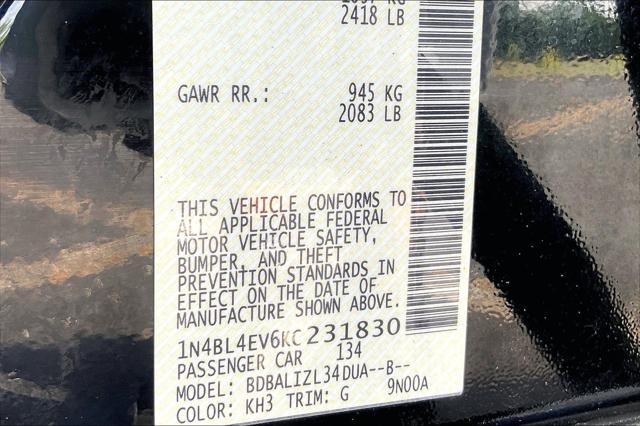 2418 LB
GAWR RR.: 945 KG
2083 LB
THIS VEHICLE CONFORMS TO
ALL APPLICABLE FEDERAL
MOTOR VEHICLE SAFETY,
BUMPER, AND THEFT
PREVENTION STANDARDS IN
EFFECT ON THE DATE OF
MANUFACTURE SHOWN ABOVE.
1N4BL4EV6KC231830
PASSENGER CAR 134
MODEL: BDBALIZL34DUA--B--
COLOR: KH3 TRIM: G 9N00A